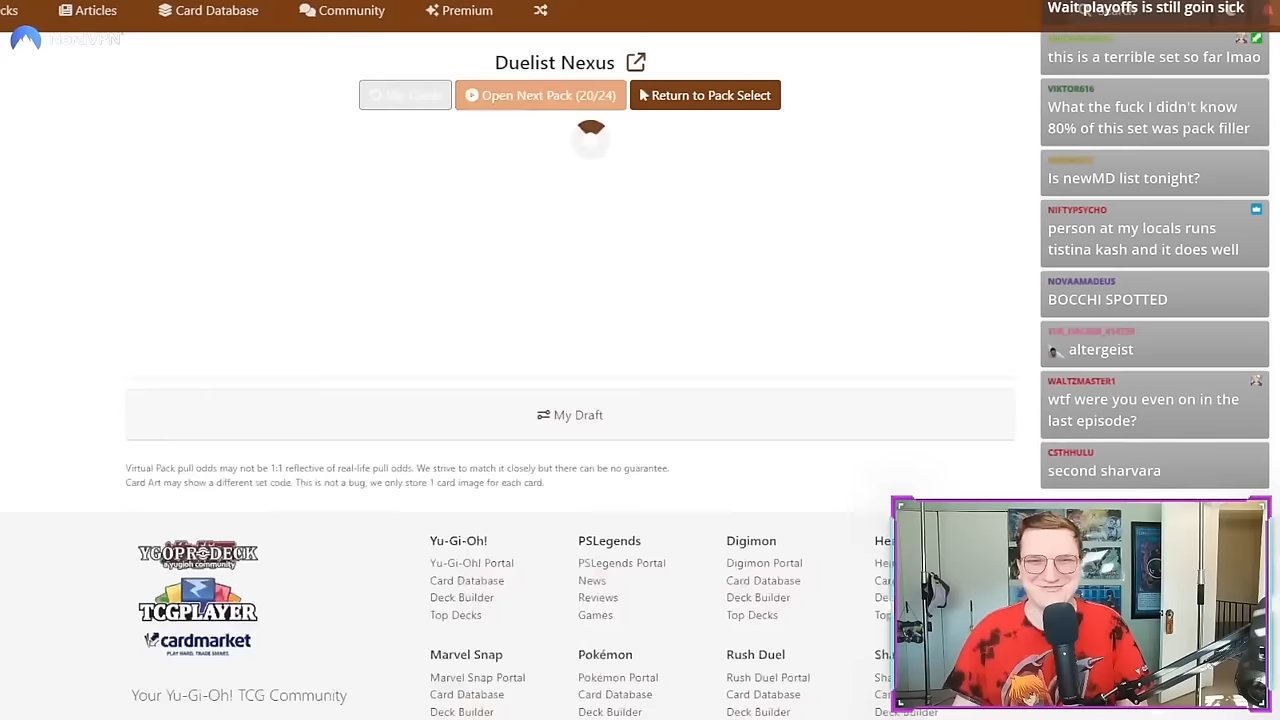 cks Articles Card Database Community Premium
NordVPN
Duelist Nexus
Open Next Pack (20/24) Return to Pack Select
My Draft
Virtual Pack pull odds may not be 1:1 reflective of real-life pull odds. We strive to match it closely but there can be no guarantee.
Card Art may show a different set code. This is not a bug, we only store 1 card image for each card.
YGOPRODECK
a yugioh community
TCGPLAYER
cardmarket
PLAY HARD. TRADE SMART.
Your Yu-Gi-Oh! TCG Community
Yu-Gi-Oh!
Yu-Gi-Oh! Portal
Card Database
Deck Builder
Top Decks
PSLegends
PSLegends Portal
News
Reviews
Games
Digimon
Digimon Portal
Card Database
Deck Builder
Top Decks
Marvel Snap
Marvel Snap Portal
Card Database
Deck Builder
Pokémon
Pokémon Portal
Card Database
Deck Builder
Rush Duel
Rush Duel Portal
Card Database
Deck Builder
Wait playoffs is still goin sick
this is a terrible set so far lmao
VIKTOR616
What the fuck I didn't know
80% of this set was pack filler
Is newMD list tonight?
NIFTYPSYCHO
person at my locals runs
tistina kash and it does well
NOVAAMADEUS
BOCCHI SPOTTED
altergeist
WALTZMASTER1
wtf were you even on in the
last episode?
CSTHHULU
second sharvara